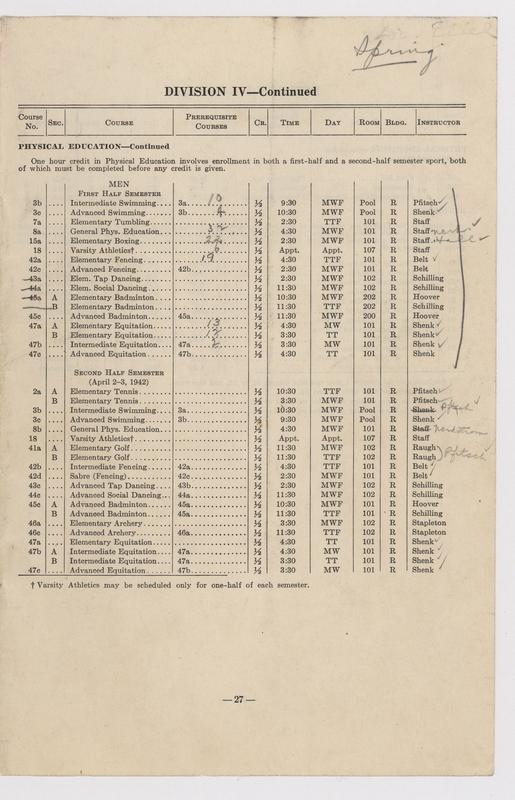 Spring
DIVISION IV—Continued
Course No. SEC. COURSE PREREQUISITE COURSES CR. TIME DAY ROOM BLDG. INSTRUCTOR
PHYSICAL EDUCATION—Continued
One hour credit in Physical Education involves enrollment in both a first-half and a second-half semester sport, both
of which must be completed before any credit is given.
MEN
FIRST HALF SEMESTER
3b .... Intermediate Swimming.... 3a.......... 10 ½ 9:30 MWF Pool R Pfitsch ✓
3c .... Advanced Swimming...... 3b.......... ½ 10:30 MWF Pool R Shenk ✓
7a .... Elementary Tumbling..... ½ 2:30 TTF 101 R Staff
8a .... General Phys. Education.... ½ 4:30 MWF 101 R Staff
15a .... Elementary Boxing....... 22 ½ 2:30 MWF 101 R Staff
18 .... Varsity Athletics†......... 6 ½ Appt. Appt. 107 R Staff
42a .... Elementary Fencing....... 19 ½ 4:30 TTF 101 R Belt ✓
42c .... Advanced Fencing........ 42b......... ½ 2:30 MWF 101 R Belt
43a .... Elem. Tap Dancing....... ½ 2:30 MWF 102 R Schilling
44a .... Elem. Social Dancing...... ½ 11:30 MWF 102 R Schilling
45a A Elementary Badminton.... ½ 10:30 MWF 202 R Hoover
B Elementary Badminton.... ½ 11:30 TTF 202 R Schilling
45c .... Advanced Badminton...... 45a......... ½ 11:30 MWF 200 R Hoover
47a A Elementary Equitation..... 13 ½ 4:30 MW 101 R Shenk ✓
B Elementary Equitation..... 12 ½ 3:30 TT 101 R Shenk ✓
47b .... Intermediate Equitation.... 47a......... 2 ½ 3:30 MW 101 R Shenk ✓
47c .... Advanced Equitation...... 47b......... ½ 4:30 TT 101 R Shenk
SECOND HALF SEMESTER
(April 2–3, 1942)
2a A Elementary Tennis........ ½ 10:30 TTF 101 R Pfitsch ✓
B Elementary Tennis........ ½ 3:30 MWF 101 R Pfitsch ✓
3b .... Intermediate Swimming.... 3a.......... ½ 10:30 MWF Pool R Shenk Pfitsch ✓
3c .... Advanced Swimming...... 3b.......... ½ 9:30 MWF Pool R Shenk ✓
8b .... General Phys. Education... ½ 4:30 MWF 101 R Staff
18 .... Varsity Athletics†......... ½ Appt. Appt. 107 R Staff
41a A Elementary Golf.......... ½ 11:30 MWF 102 R Raugh
B Elementary Golf.......... ½ 11:30 TTF 102 R Raugh Pfitsch
42b .... Intermediate Fencing...... 42a......... ½ 4:30 TTF 101 R Belt ✓
42d .... Sabre (Fencing)........... 42c......... ½ 2:30 MWF 101 R Belt ✓
43c .... Advanced Tap Dancing.... 43b......... ½ 2:30 MWF 102 R Schilling
44c .... Advanced Social Dancing... 44a......... ½ 11:30 MWF 102 R Schilling
45c A Advanced Badminton...... 45a......... ½ 10:30 MWF 101 R Hoover
B Advanced Badminton...... 45a......... ½ 11:30 TTF 101 R Schilling
46a .... Elementary Archery....... ½ 3:30 MWF 102 R Stapleton
46c .... Advanced Archery......... 46a......... ½ 11:30 TTF 102 R Stapleton
47a .... Elementary Equitation..... ½ 4:30 TT 101 R Shenk ✓
47b A Intermediate Equitation.... 47a......... ½ 4:30 MW 101 R Shenk ✓
B Intermediate Equitation.... 47a......... ½ 3:30 TT 101 R Shenk ✓
47c .... Advanced Equitation...... 47b......... ½ 3:30 MW 101 R Shenk ✓
† Varsity Athletics may be scheduled only for one-half of each semester.
— 27 —